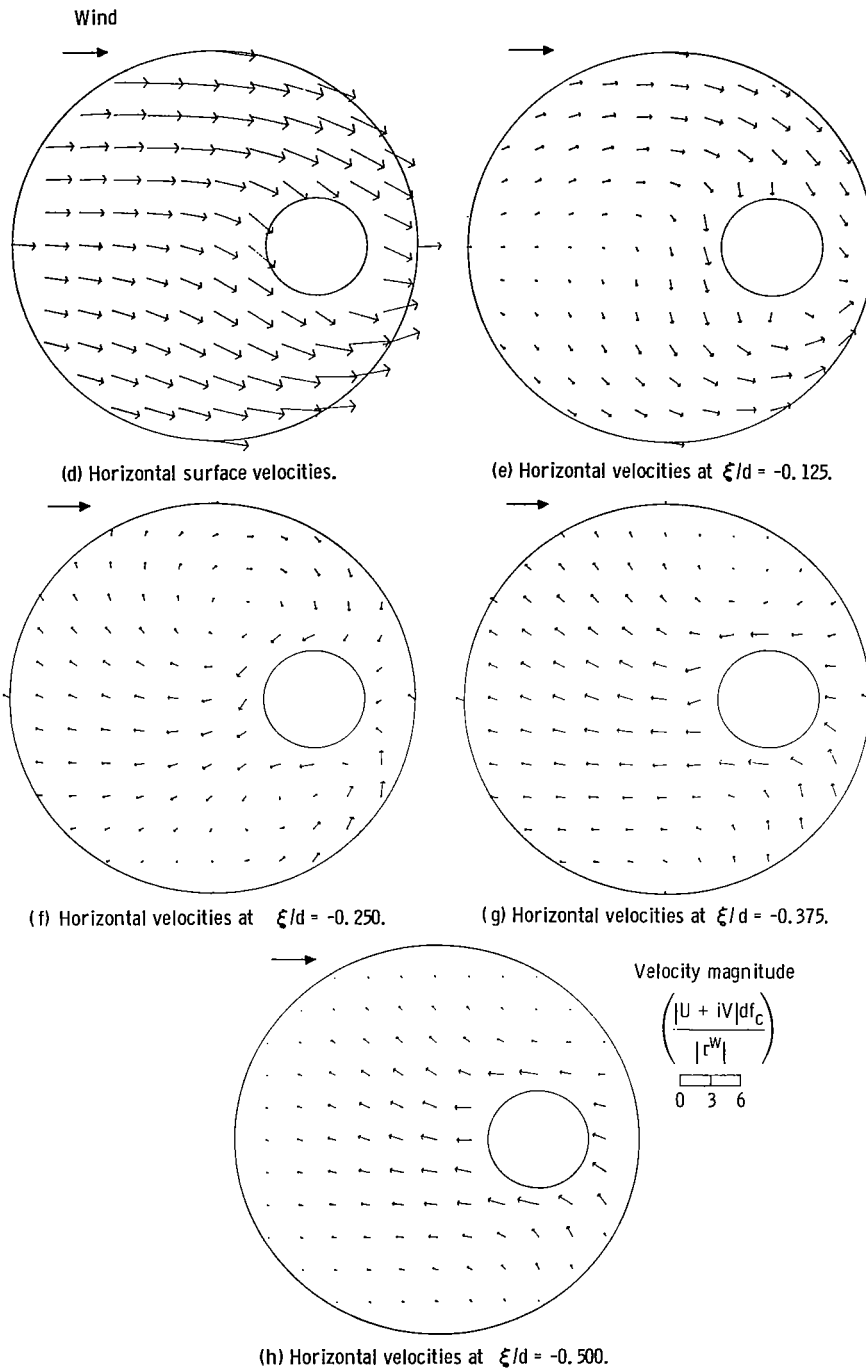 Wind
(d) Horizontal surface velocities.
(e) Horizontal velocities at ξ/d = -0.125.
(f) Horizontal velocities at ξ/d = -0.250.
(g) Horizontal velocities at ξ/d = -0.375.
Velocity magnitude
(|U + iV|df_c / |τ^W|)
0 3 6
(h) Horizontal velocities at ξ/d = -0.500.